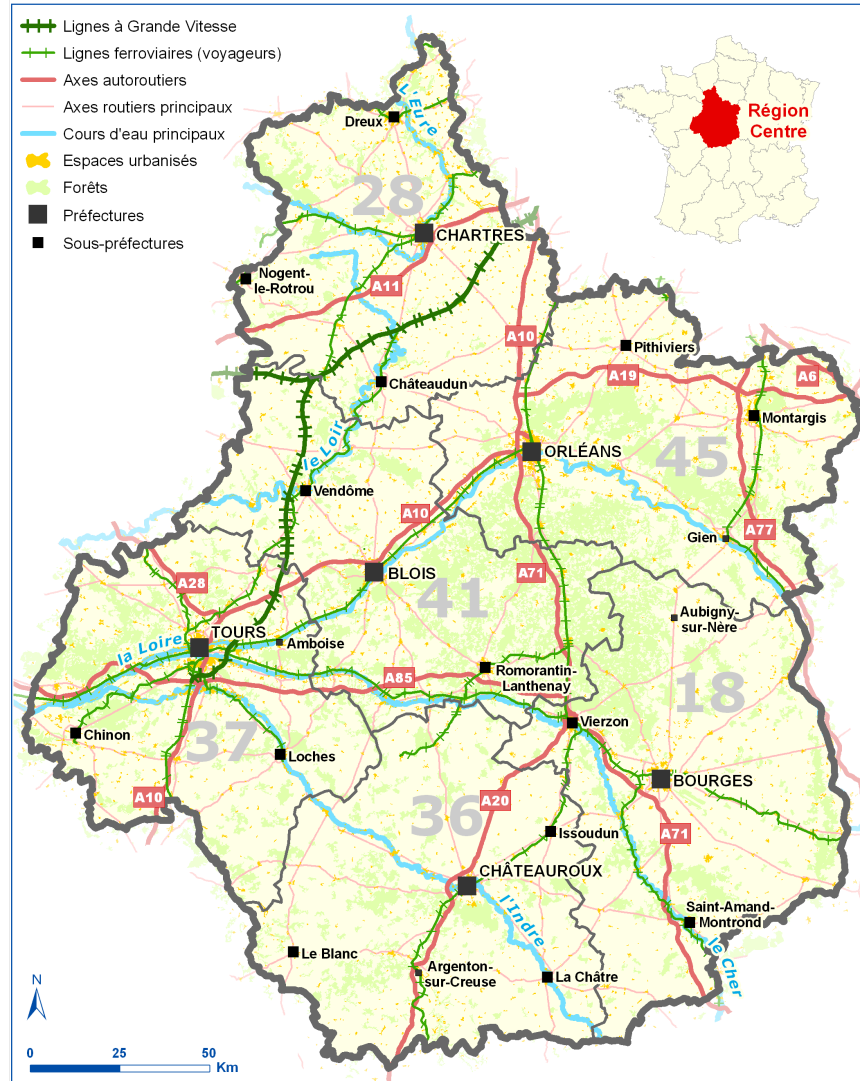 Lignes à Grande Vitesse
Lignes ferroviaires (voyageurs)
Axes autoroutiers
Axes routiers principaux
Cours d'eau principaux
Espaces urbanisés
Forêts
Préfectures
Sous-préfectures
Région
Centre
L'Eure
Dreux
28
CHARTRES
Nogent-
le-Rotrou
A11
A10
Pithiviers
A19
A6
Châteaudun
Montargis
le Loir
ORLÉANS
45
Vendôme
A10
A77
Gien
A71
A28
BLOIS
41
Aubigny-
sur-Nère
TOURS
la Loire
Amboise
Romorantin-
Lanthenay
A85
18
Chinon
37
Loches
Vierzon
BOURGES
A10
A20
36
Issoudun
A71
CHÂTEAUROUX
l'Indre
Saint-Amand-
Montrond
le Cher
Le Blanc
Argenton-
sur-Creuse
La Châtre
N
0 25 50
Km